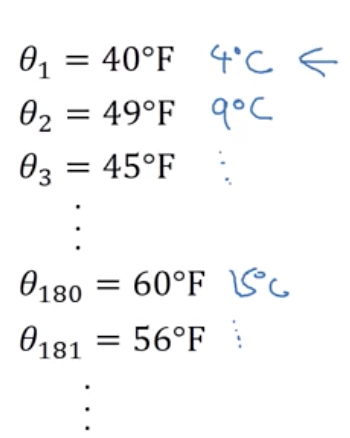 θ₁ = 40°F 4°C ←
θ₂ = 49°F 9°C
θ₃ = 45°F ⋮
⋮
θ₁₈₀ = 60°F 15°C
θ₁₈₁ = 56°F ⋮
⋮